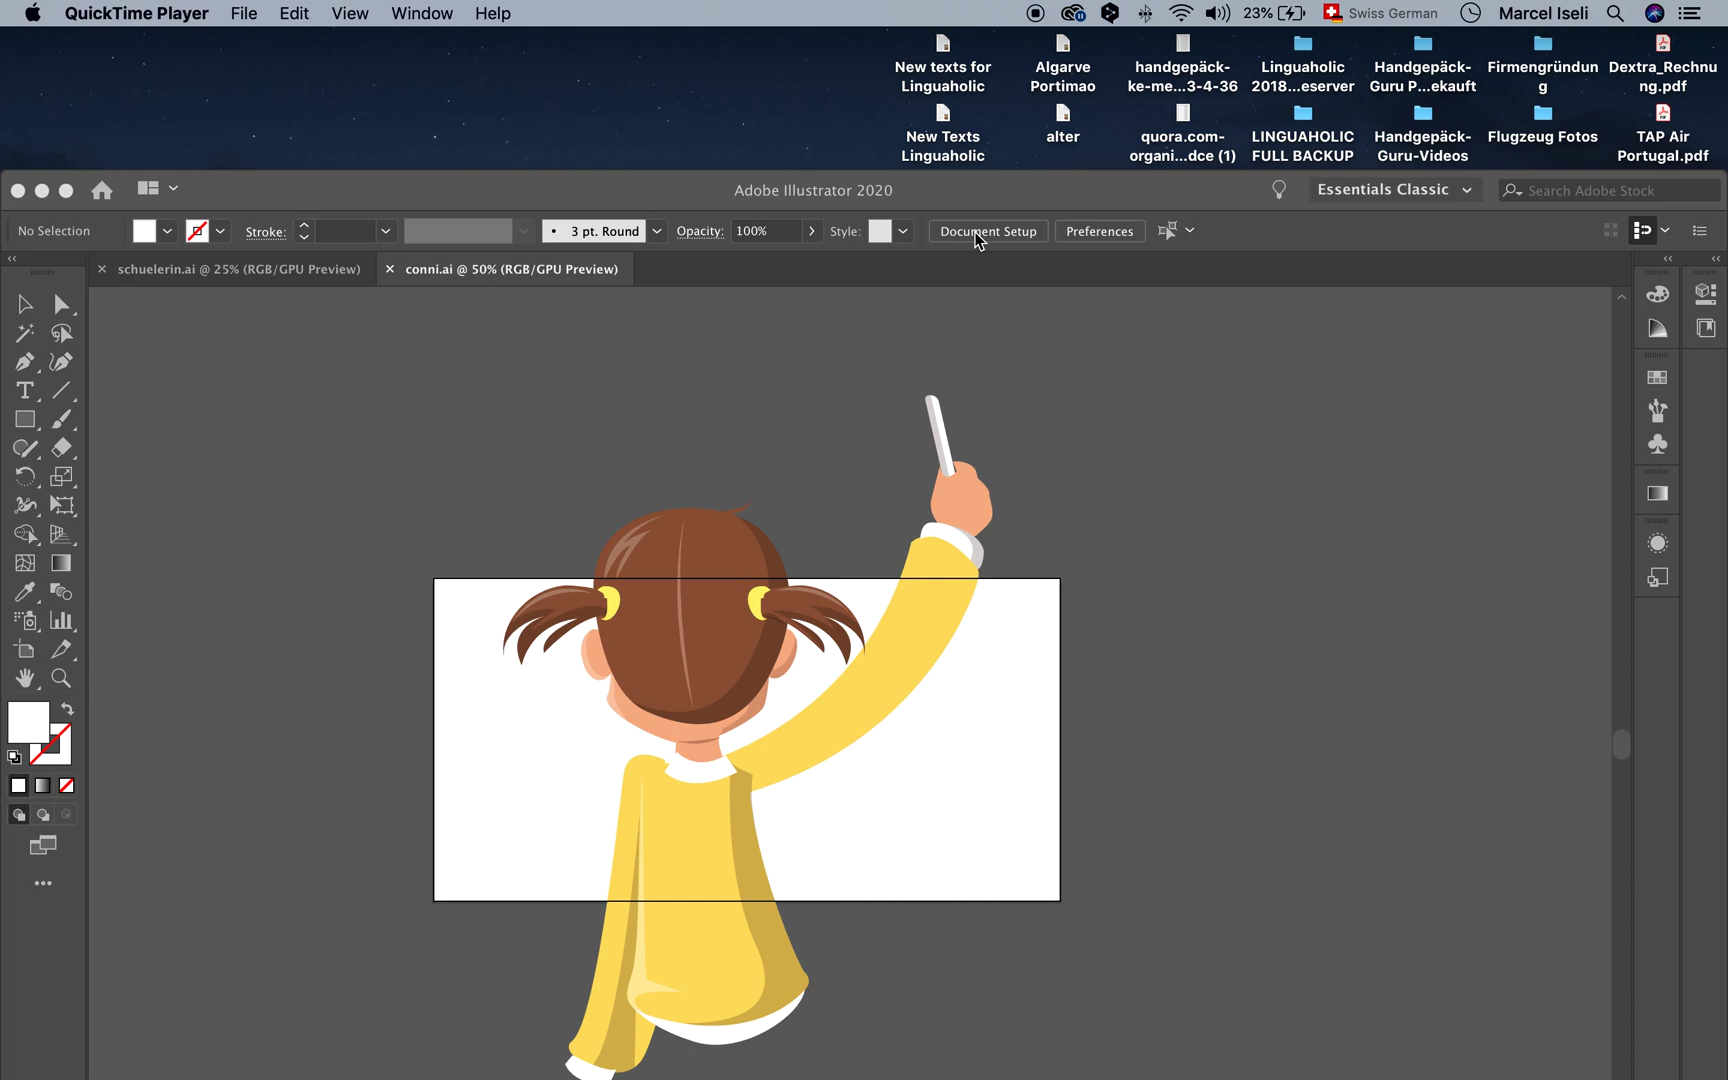 QuickTime Player File Edit View Window Help 23% Swiss German Marcel Iseli
New texts for Linguaholic
Algarve Portimao
handgepäck-ke-me...3-4-36
Linguaholic 2018...eserver
Handgepäck-Guru P...ekauft
Firmengründung
Dextra_Rechnung.pdf
New Texts Linguaholic
alter
quora.com-organi...dce (1)
LINGUAHOLIC FULL BACKUP
Handgepäck-Guru-Videos
Flugzeug Fotos
TAP Air Portugal.pdf
Adobe Illustrator 2020 Essentials Classic Search Adobe Stock
No Selection Stroke: 3 pt. Round Opacity: 100% Style: Document Setup Preferences
schuelerin.ai @ 25% (RGB/GPU Preview) conni.ai @ 50% (RGB/GPU Preview)